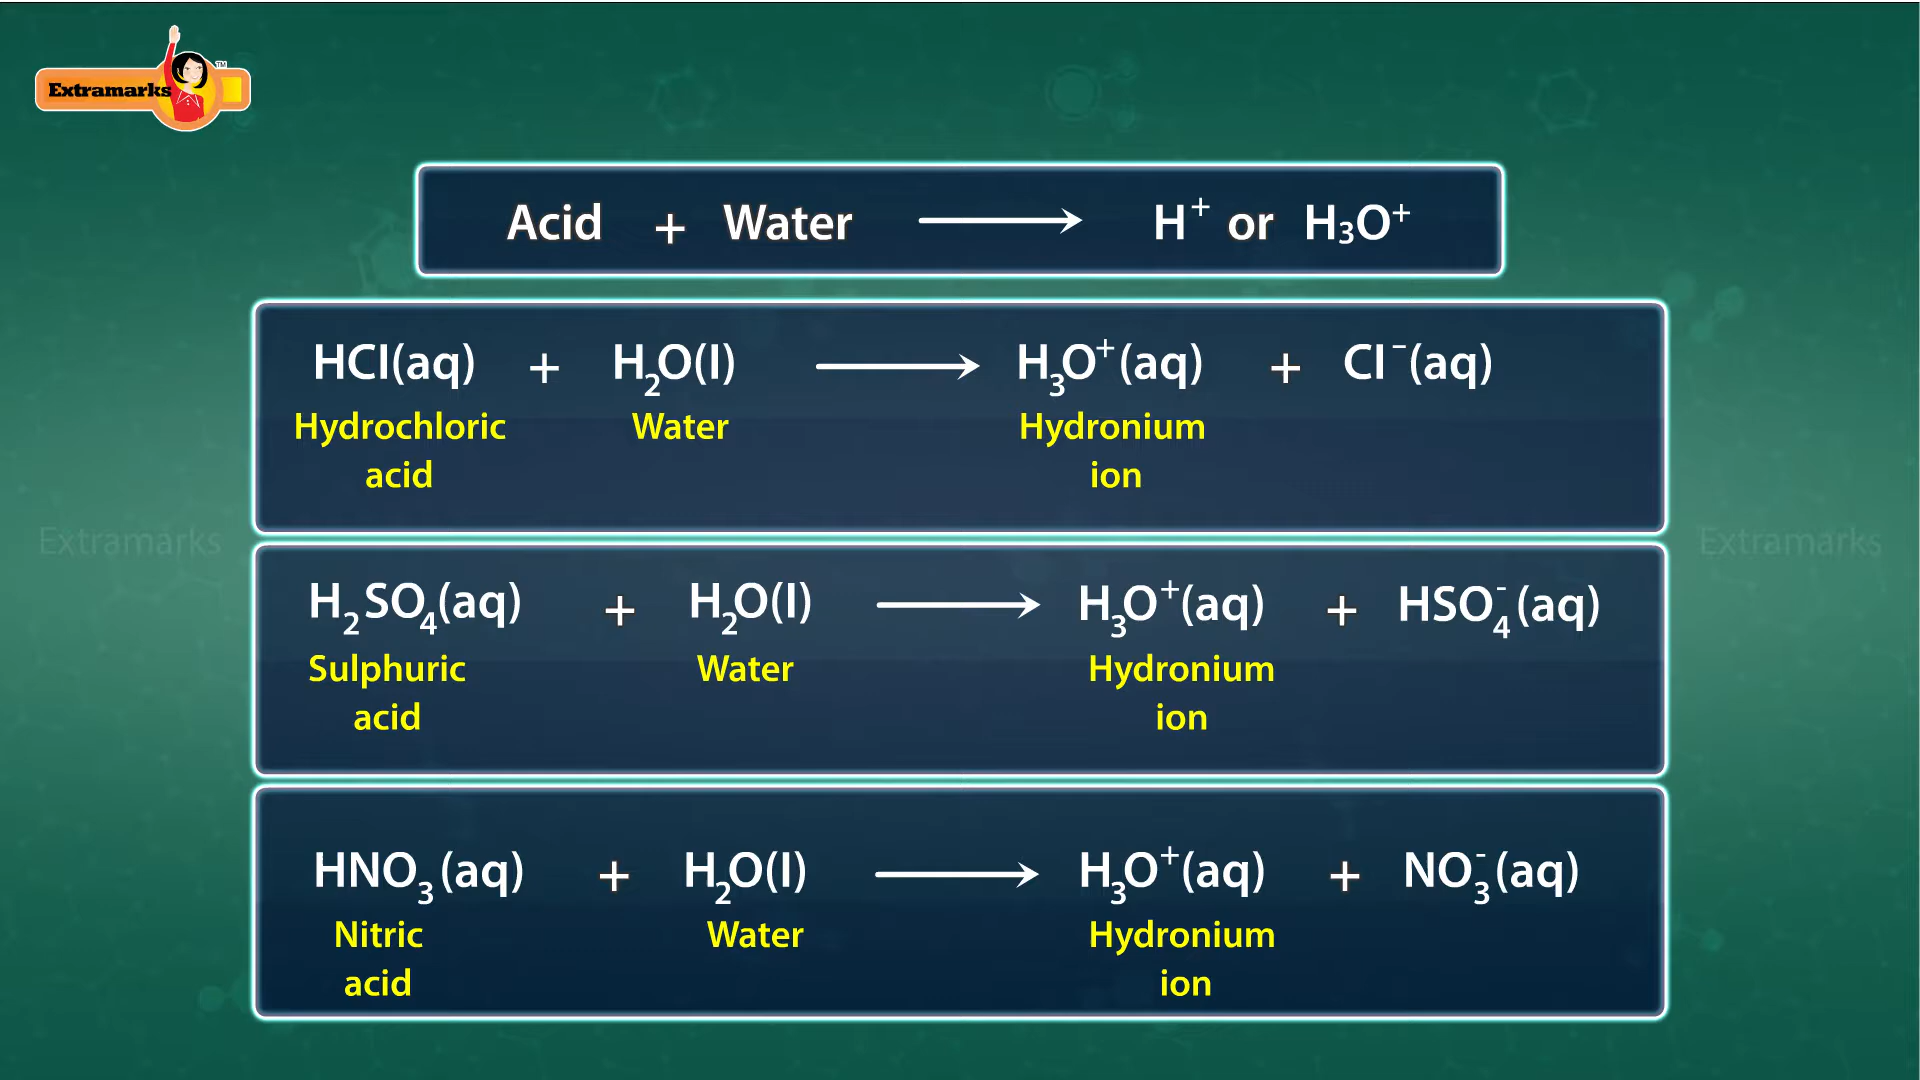 Extramarks TM
Acid + Water ⟶ H⁺ or H₃O⁺
HCl(aq) + H₂O(l) ⟶ H₃O⁺(aq) + Cl⁻(aq)
Hydrochloric Water Hydronium
acid ion
Extramarks Extramarks
H₂SO₄(aq) + H₂O(l) ⟶ H₃O⁺(aq) + HSO₄⁻(aq)
Sulphuric Water Hydronium
acid ion
HNO₃(aq) + H₂O(l) ⟶ H₃O⁺(aq) + NO₃⁻(aq)
Nitric Water Hydronium
acid ion